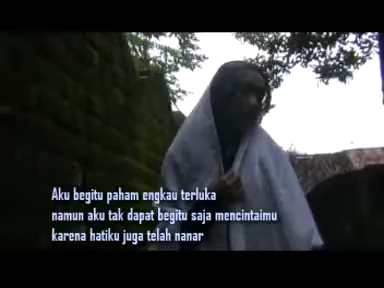 Aku begitu paham engkau terluka
namun aku tak dapat begitu saja mencintaimu
karena hatiku juga telah nanar